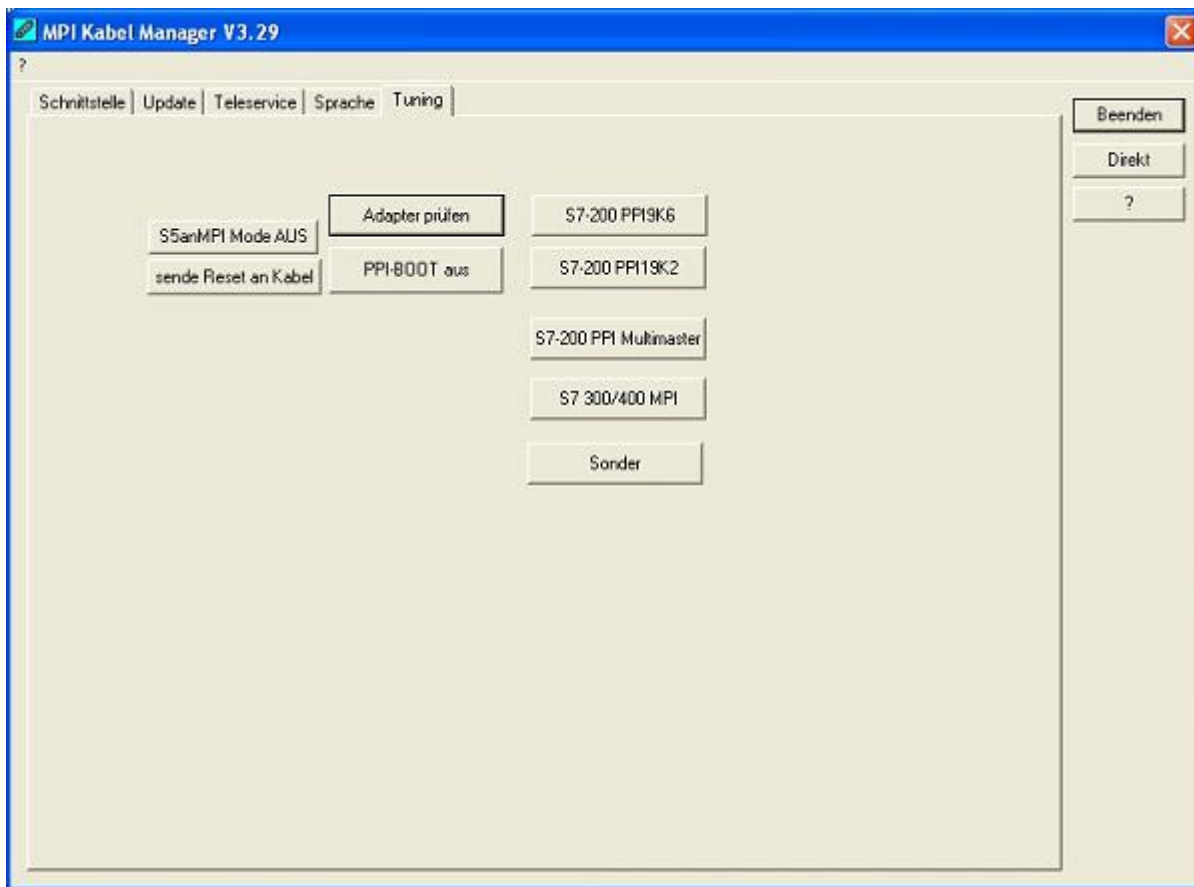 MPI Kabel Manager V3.29
?
Schnittstelle Update Teleservice Sprache Tuning
Beenden
Direkt
?
Adapter prüfen
S7-200 PPI9K6
S5anMPI Mode AUS
PPI-BOOT aus
S7-200 PPI19K2
sende Reset an Kabel
S7-200 PPI Multimaster
S7 300/400 MPI
Sonder